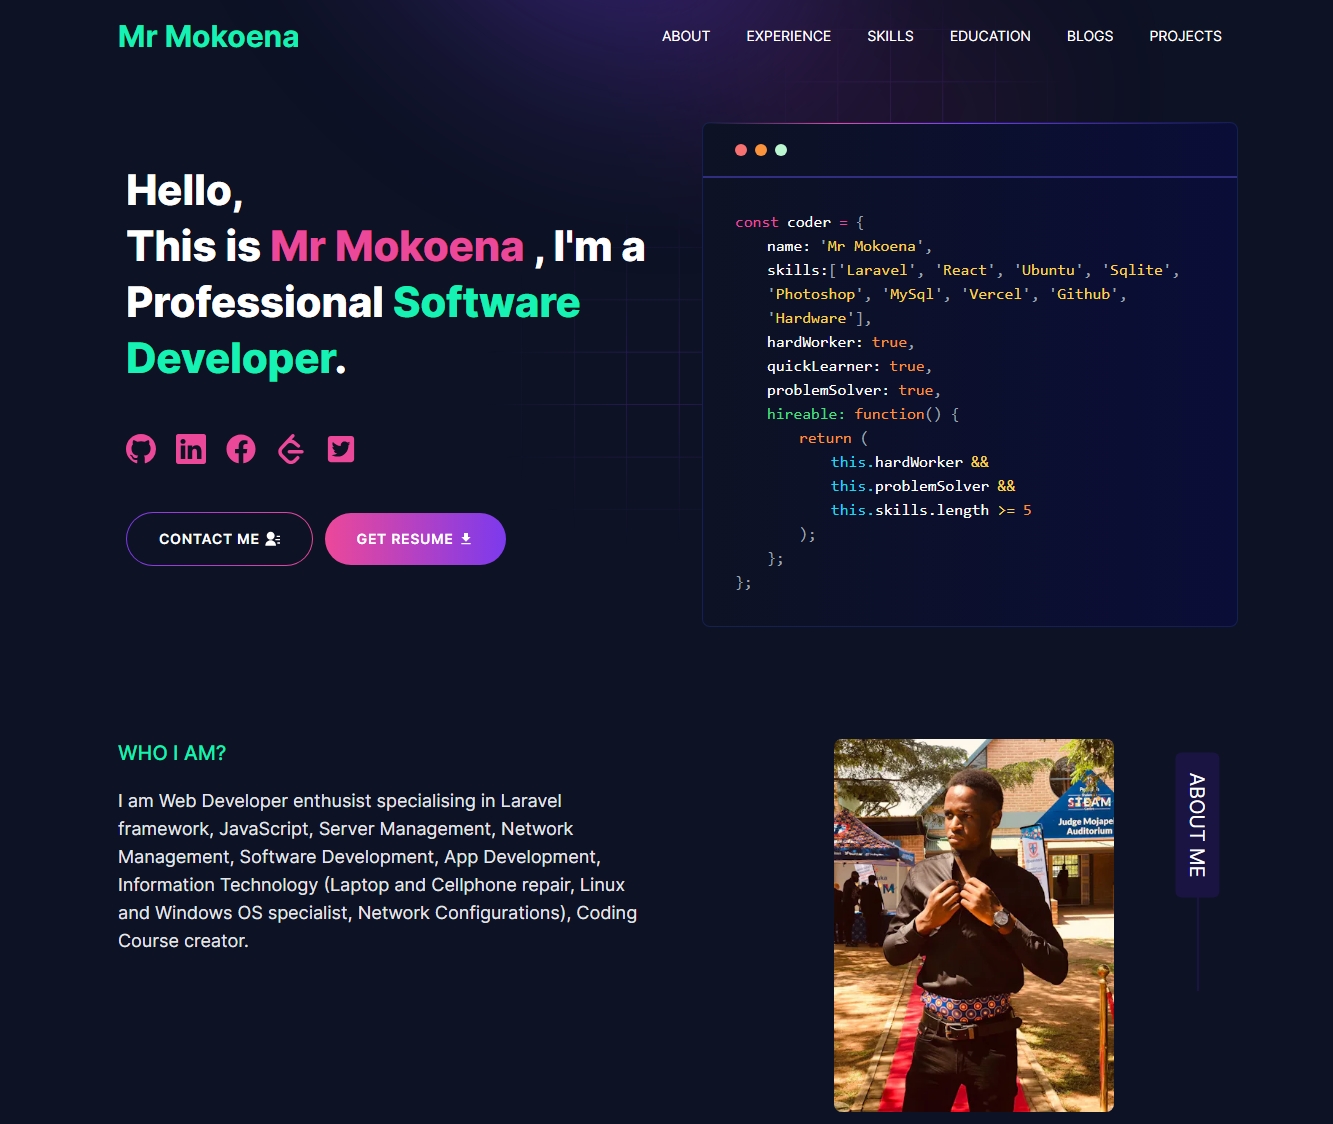 Mr Mokoena
ABOUT EXPERIENCE SKILLS EDUCATION BLOGS PROJECTS
Hello,
This is Mr Mokoena , I'm a
Professional Software
Developer.
CONTACT ME
GET RESUME
const coder = {
name: 'Mr Mokoena',
skills:['Laravel', 'React', 'Ubuntu', 'Sqlite',
'Photoshop', 'MySql', 'Vercel', 'Github',
'Hardware'],
hardWorker: true,
quickLearner: true,
problemSolver: true,
hireable: function() {
return (
this.hardWorker &&
this.problemSolver &&
this.skills.length >= 5
);
};
};
WHO I AM?
I am Web Developer enthusist specialising in Laravel
framework, JavaScript, Server Management, Network
Management, Software Development, App Development,
Information Technology (Laptop and Cellphone repair, Linux
and Windows OS specialist, Network Configurations), Coding
Course creator.
STEAM
Judge Mojape
Auditorium
ABOUT ME